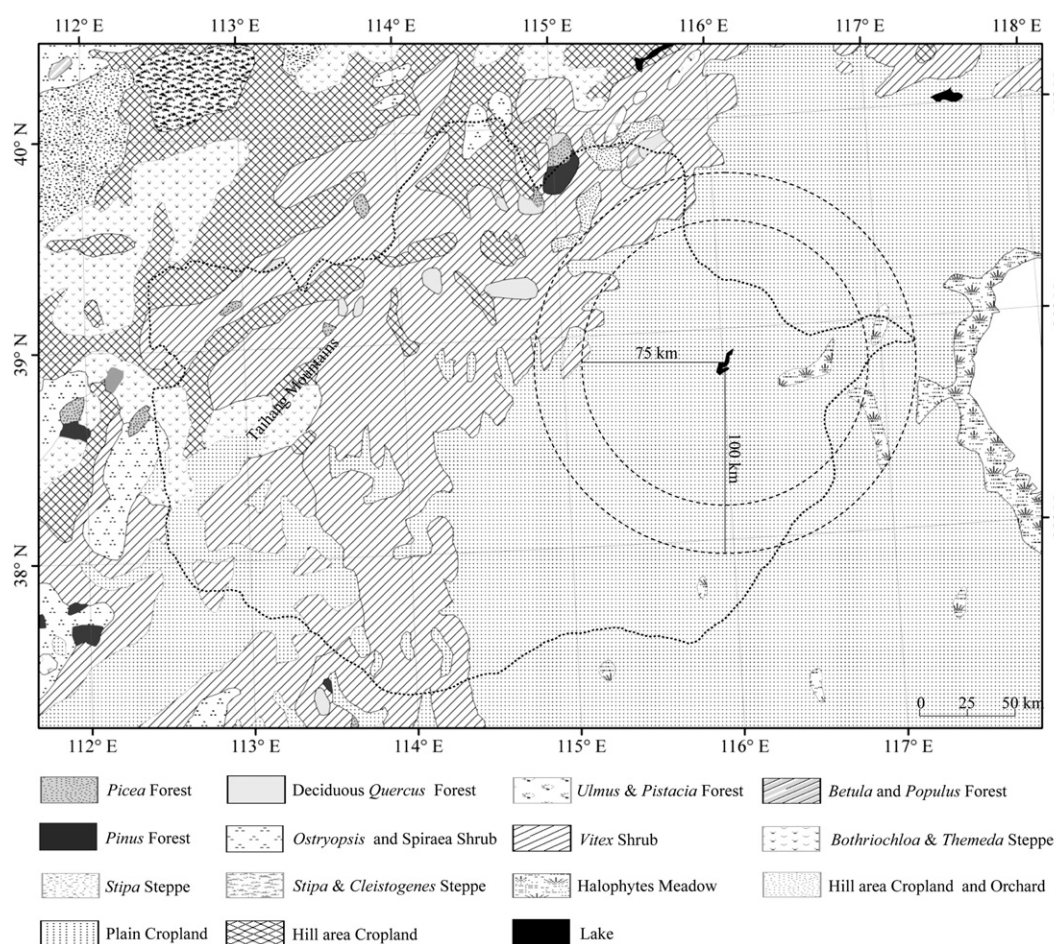 112° E 113° E 114° E 115° E 116° E 117° E 118° E
40° N
39° N
38° N
Taihang Mountains
75 km
100 km
0 25 50 km
112° E 113° E 114° E 115° E 116° E 117° E
Picea Forest Deciduous Quercus Forest Ulmus & Pistacia Forest Betula and Populus Forest
Pinus Forest Ostryopsis and Spiraea Shrub Vitex Shrub Bothriochloa & Themeda Steppe
Stipa Steppe Stipa & Cleistogenes Steppe Halophytes Meadow Hill area Cropland and Orchard
Plain Cropland Hill area Cropland Lake